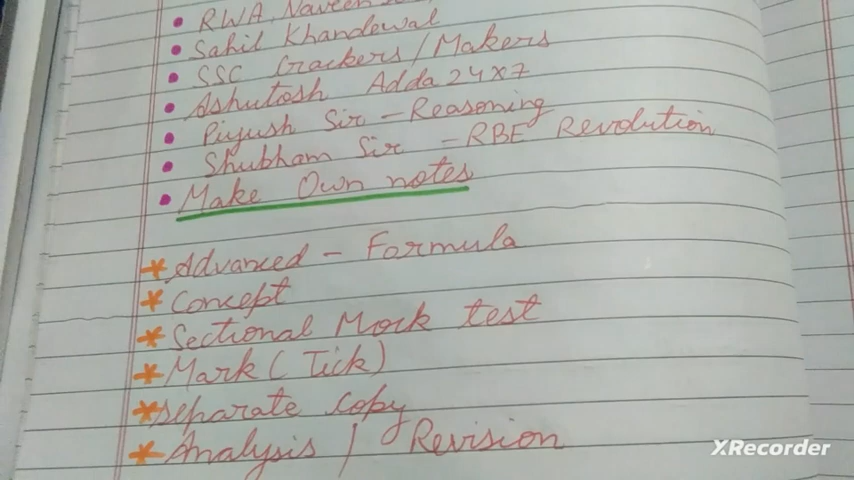 RWA, Naveen
Sahil Khandewal
SSC Crackers / Makers
Ashutosh Adda 24x7
Piyush Sir - Reasoning
Shubham Sir - RBE Revolution
Make Own notes
Advanced - Formula
Concept
Sectional Mock test
Mark ( Tick )
separate copy
Analysis / Revision
XRecorder